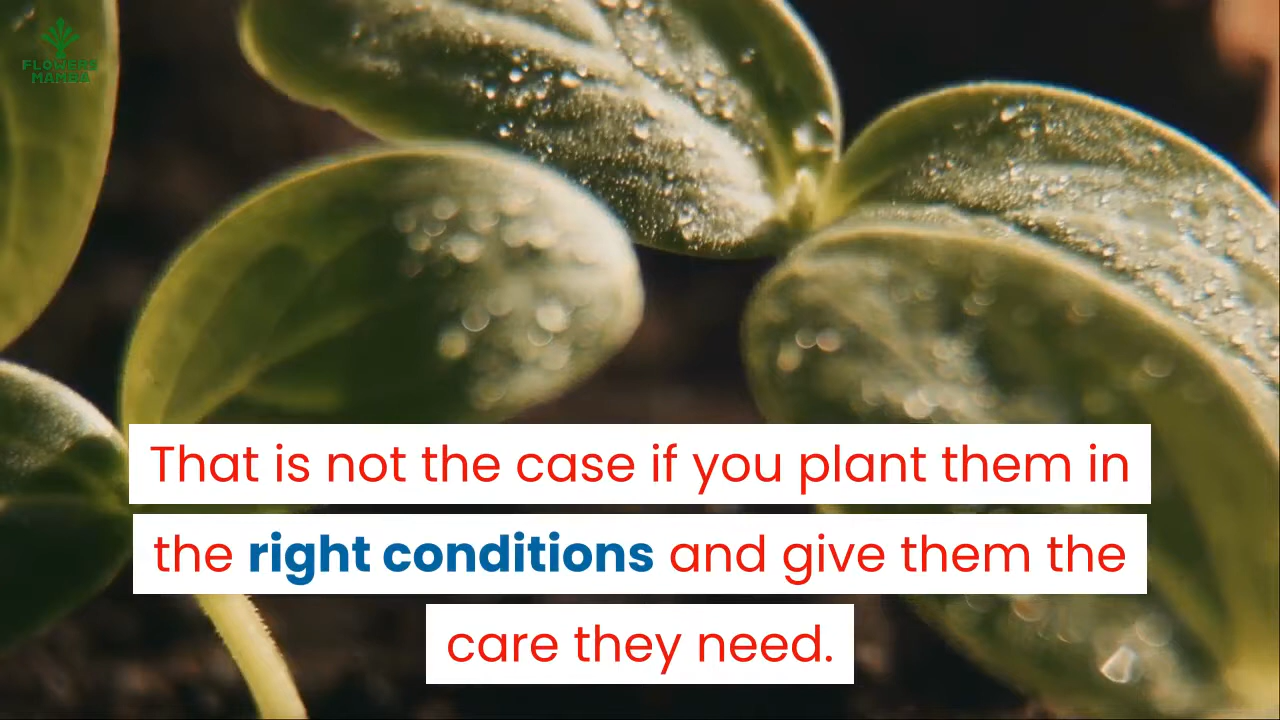 FLOWERS
MAMBA
That is not the case if you plant them in
the right conditions and give them the
care they need.